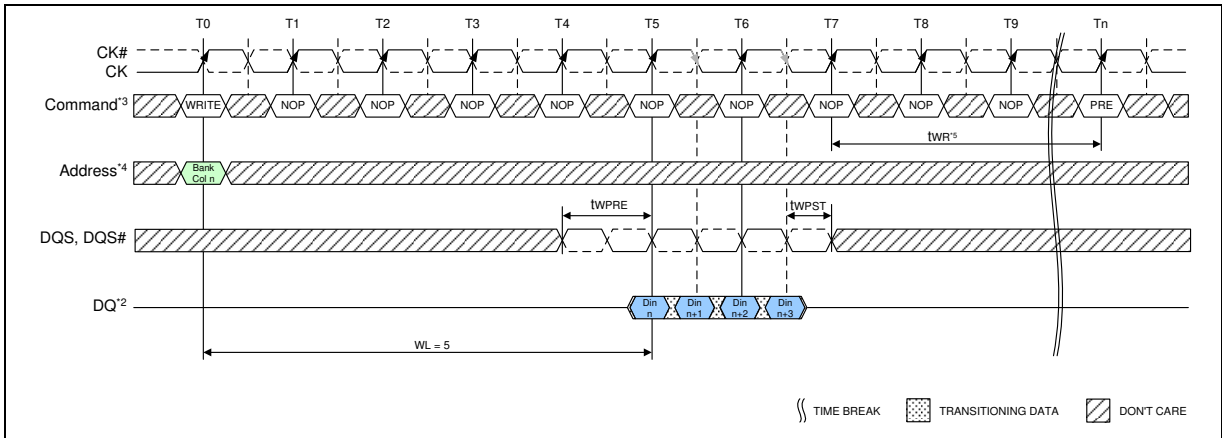 T0 T1 T2 T3 T4 T5 T6 T7 T8 T9 Tn
CK#
CK
Command*3 WRITE NOP NOP NOP NOP NOP NOP NOP NOP NOP PRE
tWR*5
Address*4 Bank
Col n
tWPRE tWPST
DQS, DQS#
DQ*2 Din
n Din
n+1 Din
n+2 Din
n+3
WL = 5
TIME BREAK TRANSITIONING DATA DON'T CARE